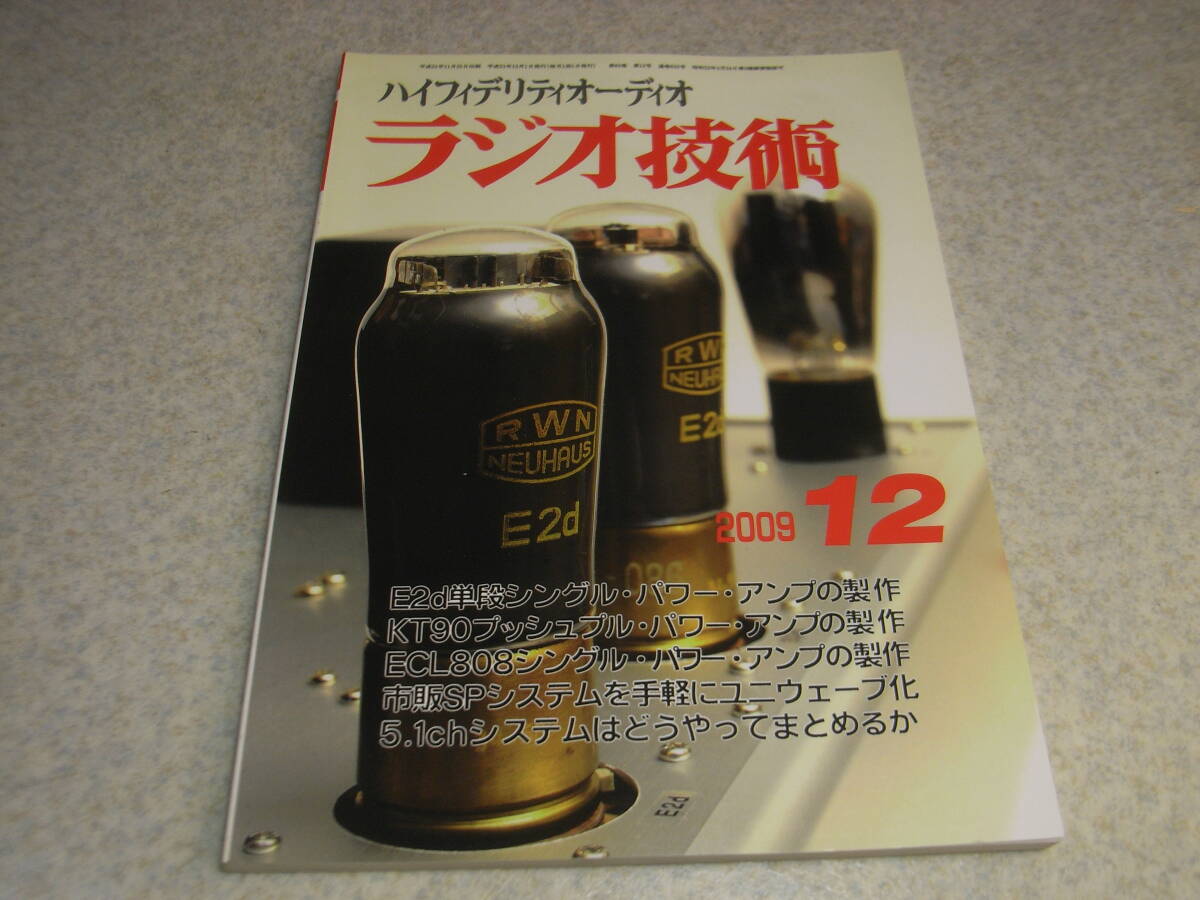 ハイフィデリティオーディオ
ラジオ技術
RWN
NEUHAUS
E2d
RWN
2009 12
E2d単段シングル・パワー・アンプの製作
KT90プッシュプル・パワー・アンプの製作
ECL808シングル・パワー・アンプの製作
市販SPシステムを手軽にユニウェーブ化
5.1chシステムはどうやってまとめるか
E2d